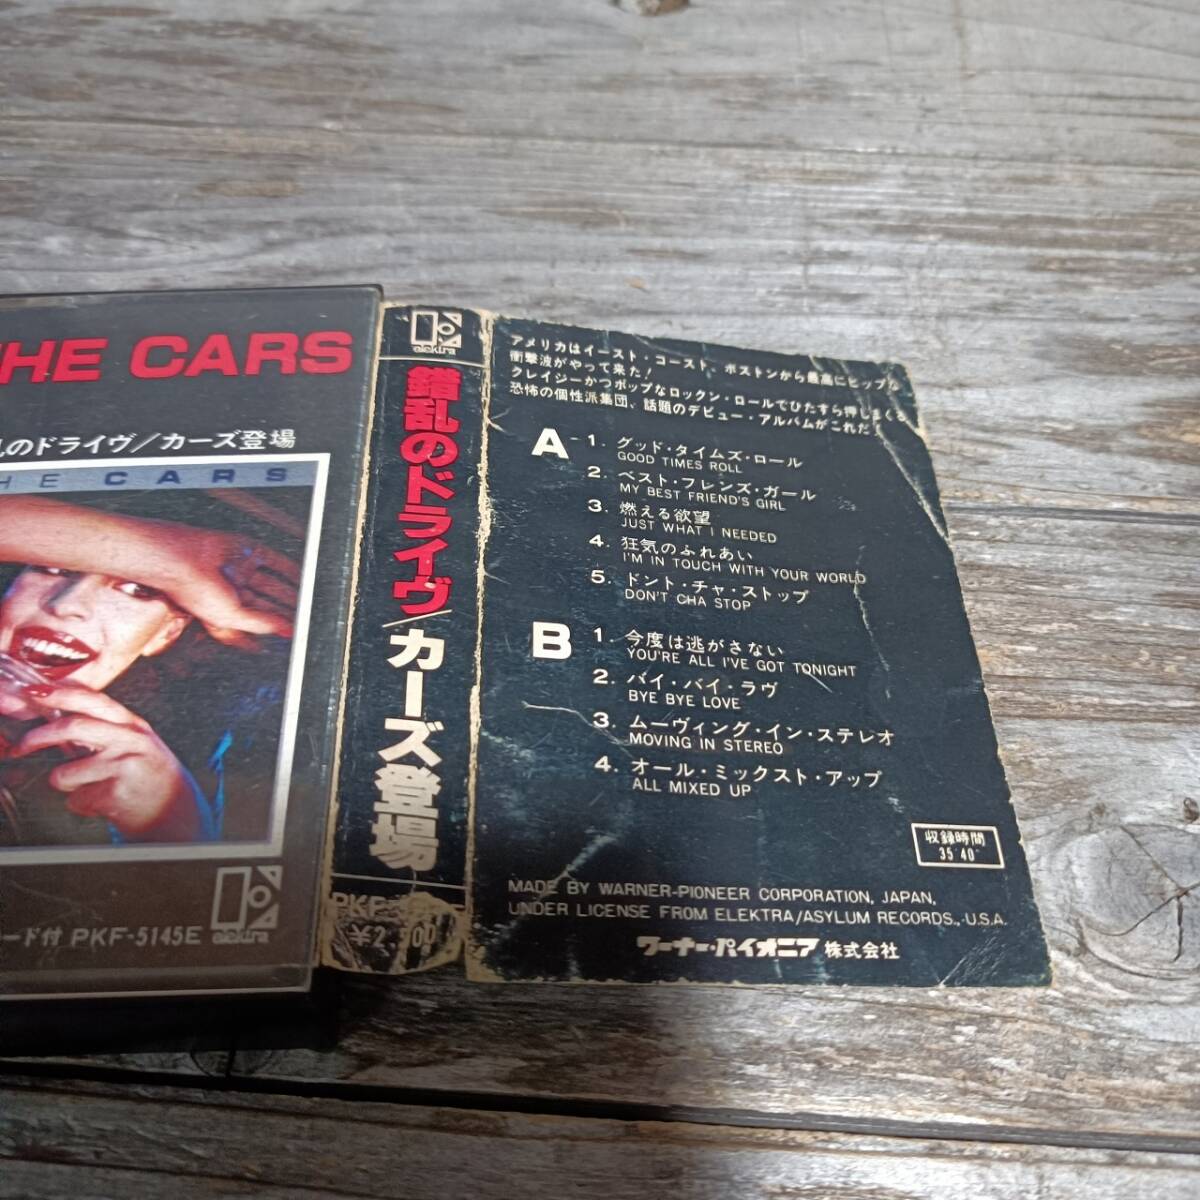 THE CARS
乱のドライヴ/カーズ登場
THE CARS
elektra
ード付 PKF-5145E
elektra
錯乱のドライヴ/カーズ登場
PKF
¥2,500
アメリカはイースト・コースト、ボストンから最高にヒップな
衝撃波がやって来た!
クレイジーかつポップなロックン・ロールでひたすら押しまくる
恐怖の個性派集団、話題のデビュー・アルバムがこれだ!
A 1. グッド・タイムズ・ロール
GOOD TIMES ROLL
2. ベスト・フレンズ・ガール
MY BEST FRIEND'S GIRL
3. 燃える欲望
JUST WHAT I NEEDED
4. 狂気のふれあい
I'M IN TOUCH WITH YOUR WORLD
5. ドント・チャ・ストップ
DON'T CHA STOP
B 1. 今度は逃がさない
YOU'RE ALL I'VE GOT TONIGHT
2. バイ・バイ・ラヴ
BYE BYE LOVE
3. ムーヴィング・イン・ステレオ
MOVING IN STEREO
4. オール・ミックスト・アップ
ALL MIXED UP
収録時間
35′40″
MADE BY WARNER-PIONEER CORPORATION, JAPAN,
UNDER LICENSE FROM ELEKTRA/ASYLUM RECORDS., U.S.A.
ワーナー・パイオニア 株式会社